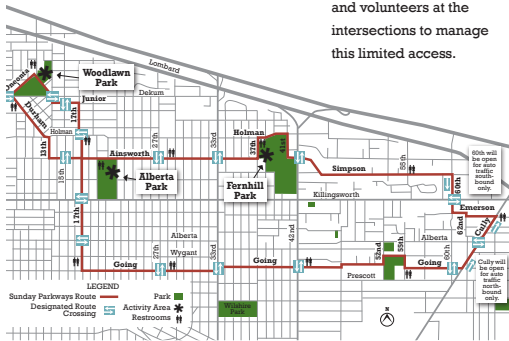 and volunteers at the
intersections to manage
this limited access.
Lombard
Woodlawn
Park
Oneonta
Durham
Junior
17th
Dekum
Holman
13th
15th
Ainsworth
27th
33rd
Holman
37th
41st
Simpson
55th
60th will
be open
for auto
traffic
south-
bound
only.
60th
Alberta
Park
Fernhill
Park
Killingsworth
Emerson
62nd
Cully
17th
Alberta
Wygant
42nd
52nd
55th
Alberta
60th
27th
Going
33rd
Going
Prescott
Going
Cully will
be open
for auto
traffic
north-
bound
only.
LEGEND
Sunday Parkways Route
Park
Designated Route
Crossing
Activity Area
Restrooms
Wilshire
Park
N